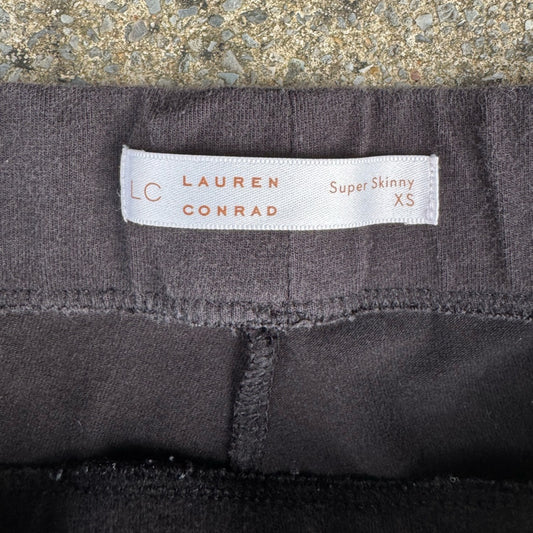 LC
LAUREN
CONRAD
Super Skinny
XS